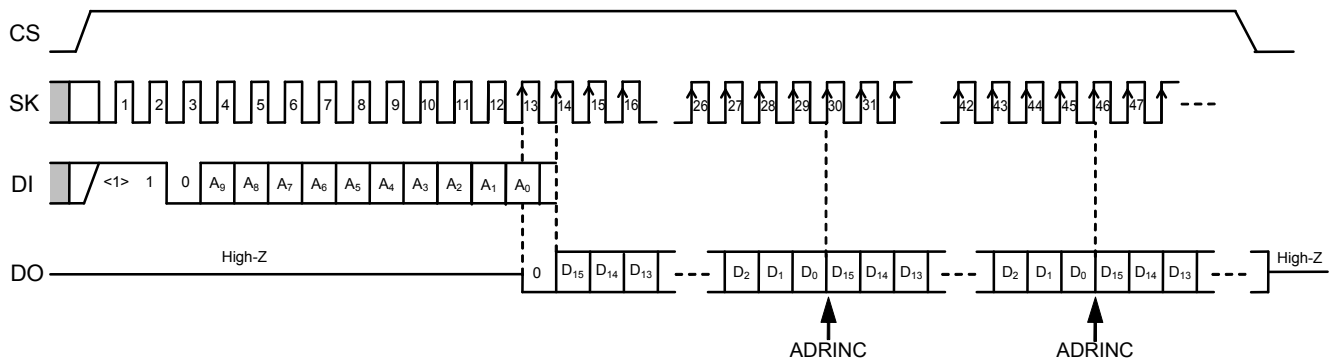 CS
SK 1 2 3 4 5 6 7 8 9 10 11 12 13 14 15 16 26 27 28 29 30 31 42 43 44 45 46 47
DI <1> 1 0 A₉ A₈ A₇ A₆ A₅ A₄ A₃ A₂ A₁ A₀
DO High-Z 0 D₁₅ D₁₄ D₁₃ D₂ D₁ D₀ D₁₅ D₁₄ D₁₃ D₂ D₁ D₀ D₁₅ D₁₄ D₁₃ High-Z
ADRINC ADRINC